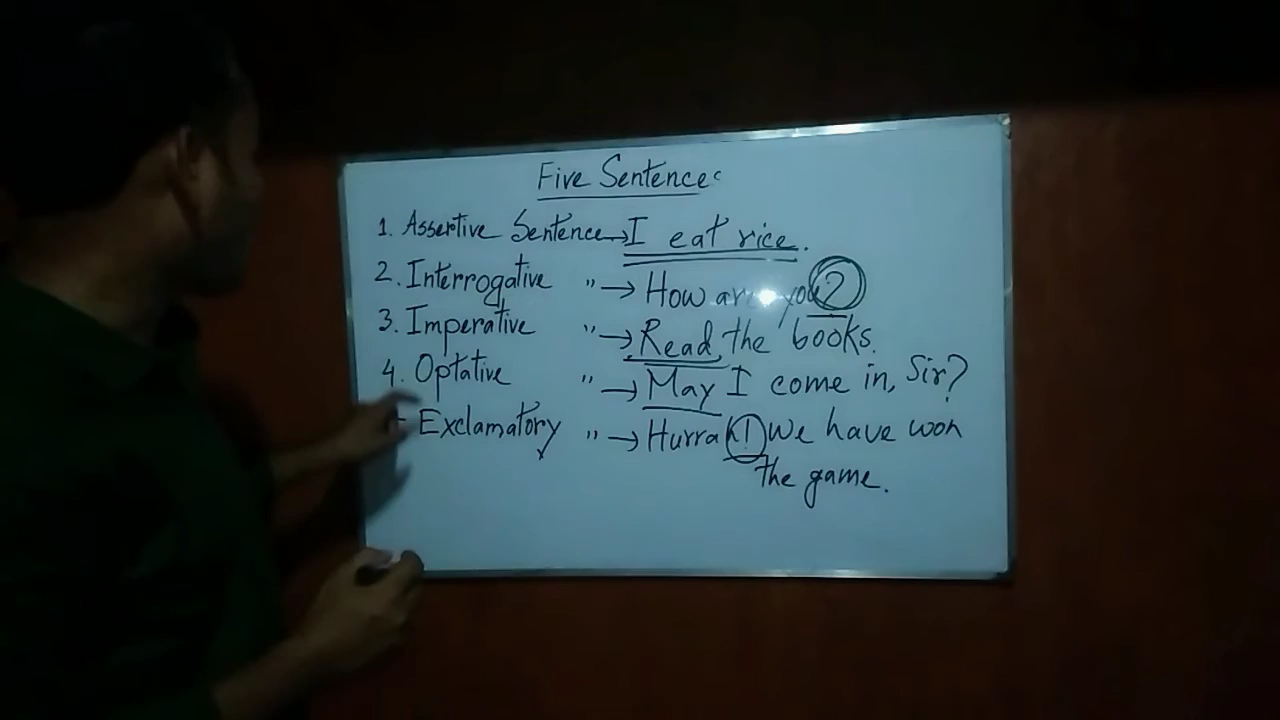 Five Sentence:
1. Assertive Sentence→I eat rice.
2. Interrogative " → How are you?
3. Imperative " → Read the books.
4. Optative " → May I come in, Sir?
Exclamatory " → Hurrah! We have won
the game.